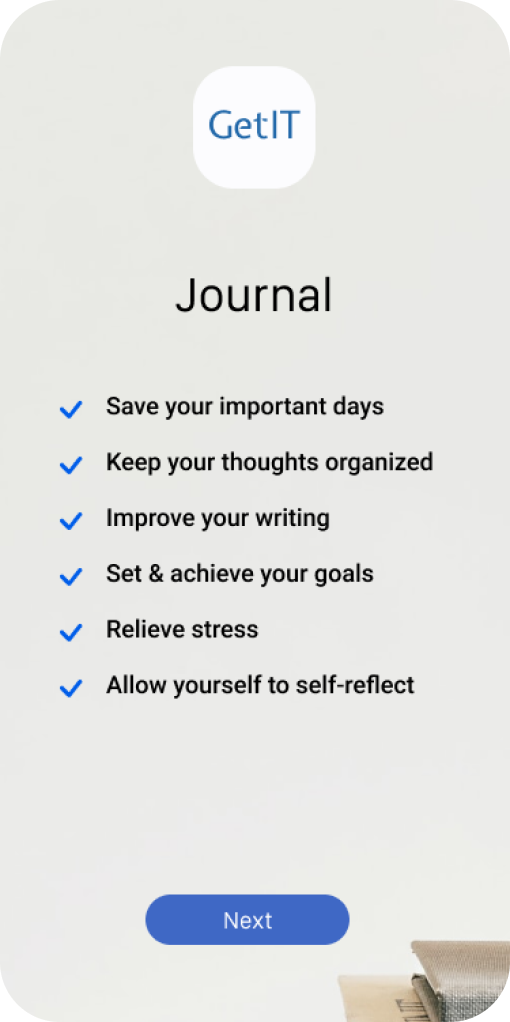 GetIT
Journal
Save your important days
Keep your thoughts organized
Improve your writing
Set & achieve your goals
Relieve stress
Allow yourself to self-reflect
Next